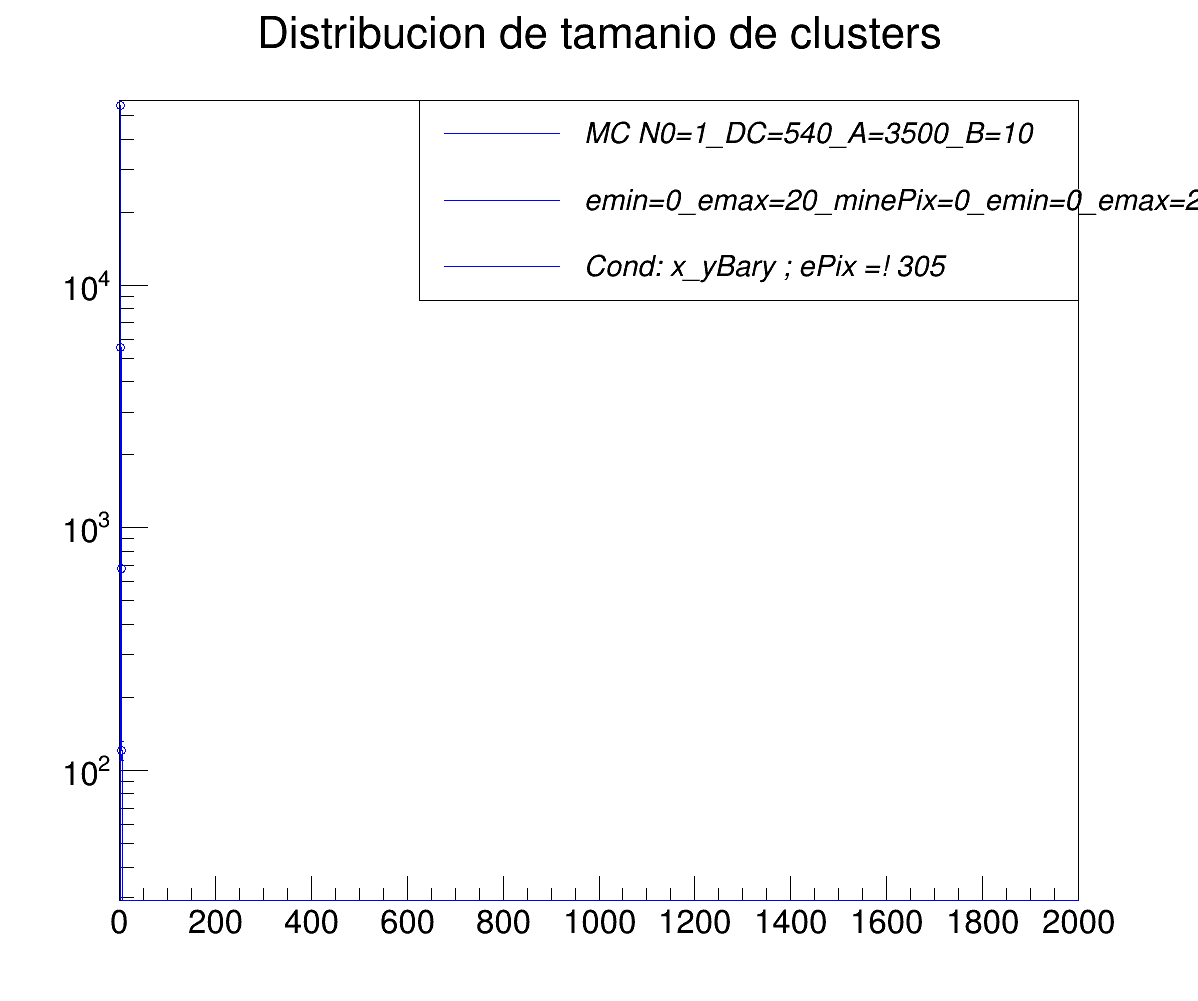 Distribucion de tamanio de clusters
MC N0=1_DC=540_A=3500_B=10
emin=0_emax=20_minePix=0_emin=0_emax=2
Cond: x_yBary ; ePix =! 305
10^4
10^3
10^2
0 200 400 600 800 1000 1200 1400 1600 1800 2000